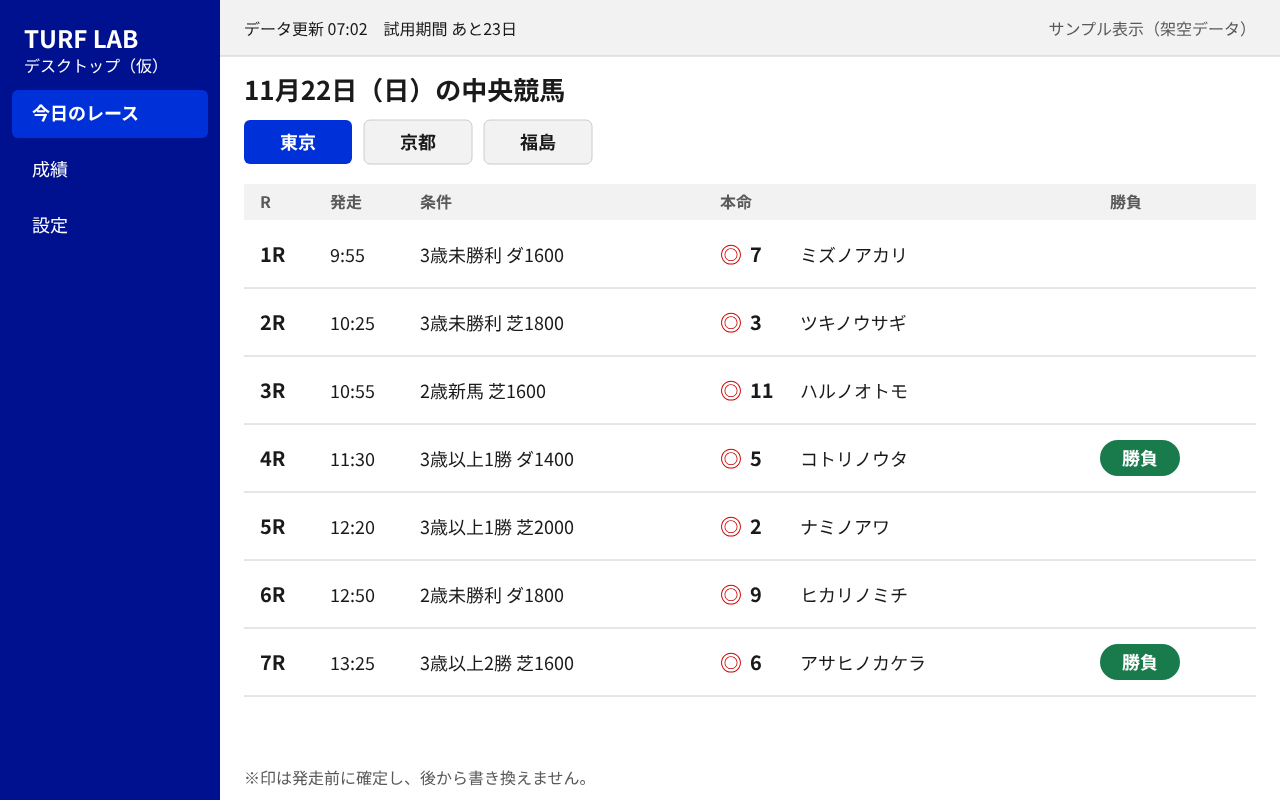 TURF LAB
デスクトップ（仮）
今日のレース
成績
設定
データ更新 07:02　試用期間 あと23日
サンプル表示（架空データ）
11月22日（日）の中央競馬
東京 京都 福島
R 発走 条件 本命 勝負
1R 9:55 3歳未勝利 ダ1600 ◎ 7 ミズノアカリ
2R 10:25 3歳未勝利 芝1800 ◎ 3 ツキノウサギ
3R 10:55 2歳新馬 芝1600 ◎ 11 ハルノオトモ
4R 11:30 3歳以上1勝 ダ1400 ◎ 5 コトリノウタ 勝負
5R 12:20 3歳以上1勝 芝2000 ◎ 2 ナミノアワ
6R 12:50 2歳未勝利 ダ1800 ◎ 9 ヒカリノミチ
7R 13:25 3歳以上2勝 芝1600 ◎ 6 アサヒノカケラ 勝負
※印は発走前に確定し、後から書き換えません。